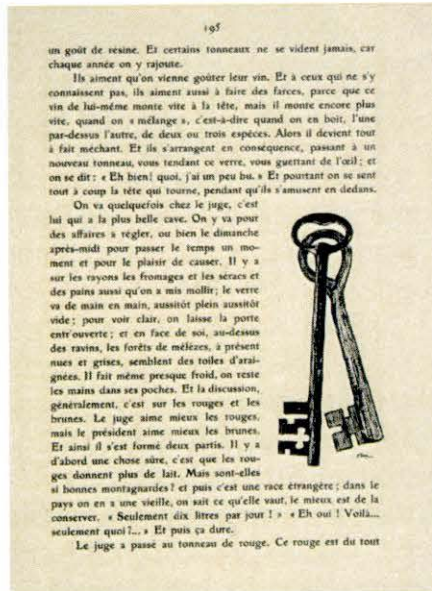 195
un goût de résine. Et certains tonneaux ne se vident jamais, car
chaque année on y rajoute.
Ils aiment qu'on vienne goûter leur vin. Et à ceux qui ne s'y
connaissent pas, ils aiment aussi à faire des farces, parce que ce
vin de lui-même monte vite à la tête, mais il monte encore plus
vite, quand on « mélange », c'est-à-dire quand on en boit, l'une
par-dessus l'autre, de deux ou trois espèces. Alors il devient tout
à fait méchant. Et ils s'arrangent en conséquence, passant à un
nouveau tonneau, vous tendant ce verre, vous guettant de l'œil ; et
on se dit : « Eh bien! quoi, j'ai un peu bu. » Et pourtant on se sent
tout à coup la tête qui tourne, pendant qu'ils s'amusent en dedans.
On va quelquefois chez le juge, c'est
lui qui a la plus belle cave. On y va pour
des affaires à régler, ou bien le dimanche
après-midi pour passer le temps un mo-
ment et pour le plaisir de causer. Il y a
sur les rayons les fromages et les séracs et
des pains aussi qu'on a mis mollir ; le verre
va de main en main, aussitôt plein aussitôt
vide ; pour voir clair, on laisse la porte
entr'ouverte ; et en face de soi, au-dessus
des ravins, les forêts de mélèzes, à présent
nues et grises, semblent des toiles d'arai-
gnées. Il fait même presque froid, on reste
les mains dans ses poches. Et la discussion,
généralement, c'est sur les rouges et les
brunes. Le juge aime mieux les rouges,
mais le président aime mieux les brunes.
Et ainsi il s'est formé deux partis. Il y a
d'abord une chose sûre, c'est que les rou-
ges donnent plus de lait. Mais sont-elles
si bonnes montagnardes? et puis c'est une race étrangère ; dans le
pays on en a une vieille, on sait ce qu'elle vaut, le mieux est de la
conserver. « Seulement dix litres par jour ! » « Eh oui ! Voilà...
seulement quoi?... » Et puis ça dure.
Le juge a passé au tonneau de rouge. Ce rouge est du tout